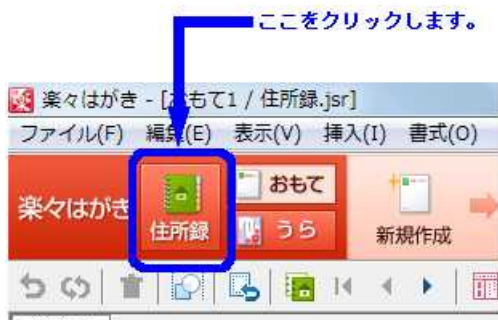 ここをクリックします。
楽々はがき - [おもて1 / 住所録.jsr]
ファイル(F) 編集(E) 表示(V) 挿入(I) 書式(O)
楽々はがき 住所録 おもて うら 新規作成